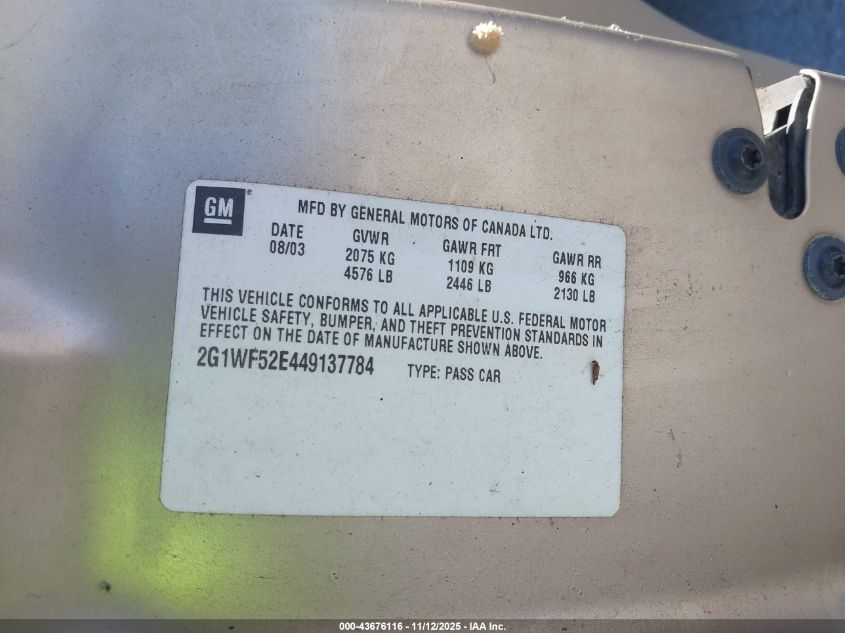 GM
MFD BY GENERAL MOTORS OF CANADA LTD.
DATE GVWR GAWR FRT GAWR RR
08/03 2075 KG 1109 KG 966 KG
4576 LB 2446 LB 2130 LB
THIS VEHICLE CONFORMS TO ALL APPLICABLE U.S. FEDERAL MOTOR
VEHICLE SAFETY, BUMPER, AND THEFT PREVENTION STANDARDS IN
EFFECT ON THE DATE OF MANUFACTURE SHOWN ABOVE.
2G1WF52E449137784 TYPE: PASS CAR
000-43676116 - 11/12/2025 - IAA Inc.